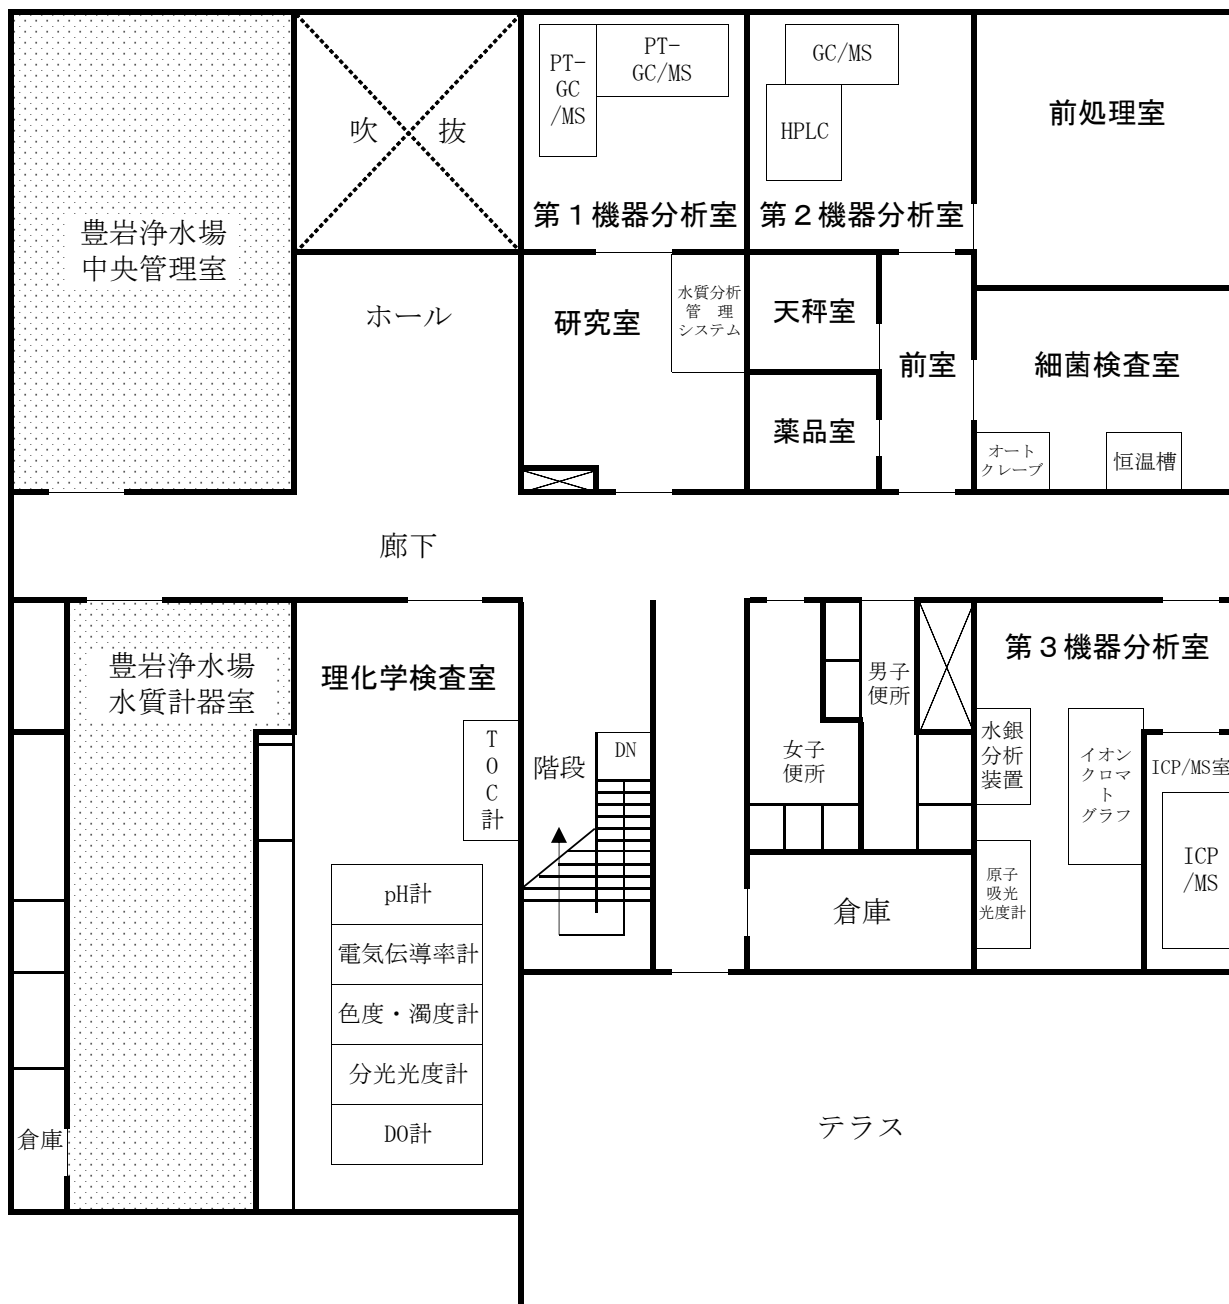 PT-
GC
/MS
PT-
GC/MS
GC/MS
HPLC
前処理室
吹 抜
第１機器分析室
第２機器分析室
豊岩浄水場
中央管理室
ホール
研究室
水質分析
管 理
システム
天秤室
前室
細菌検査室
薬品室
オート
クレーブ
恒温槽
廊下
豊岩浄水場
水質計器室
理化学検査室
T
O
C
計
階段
DN
女子
便所
男子
便所
第３機器分析室
水銀
分析
装置
イオン
クロマ
ト
グラフ
ICP/MS室
ICP
/MS
原子
吸光
光度計
倉庫
pH計
電気伝導率計
色度・濁度計
分光光度計
DO計
倉庫
テラス